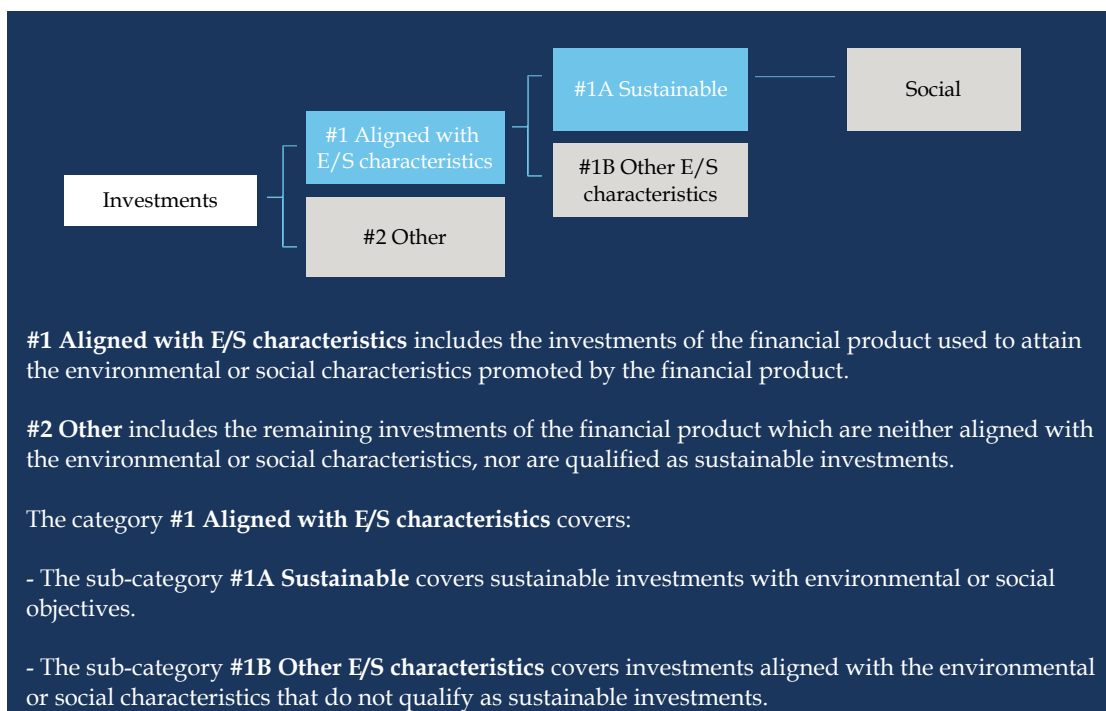 #1A Sustainable
Social
#1 Aligned with
E/S characteristics
#1B Other E/S
characteristics
Investments
#2 Other
#1 Aligned with E/S characteristics includes the investments of the financial product used to attain
the environmental or social characteristics promoted by the financial product.
#2 Other includes the remaining investments of the financial product which are neither aligned with
the environmental or social characteristics, nor are qualified as sustainable investments.
The category #1 Aligned with E/S characteristics covers:
- The sub-category #1A Sustainable covers sustainable investments with environmental or social
objectives.
- The sub-category #1B Other E/S characteristics covers investments aligned with the environmental
or social characteristics that do not qualify as sustainable investments.